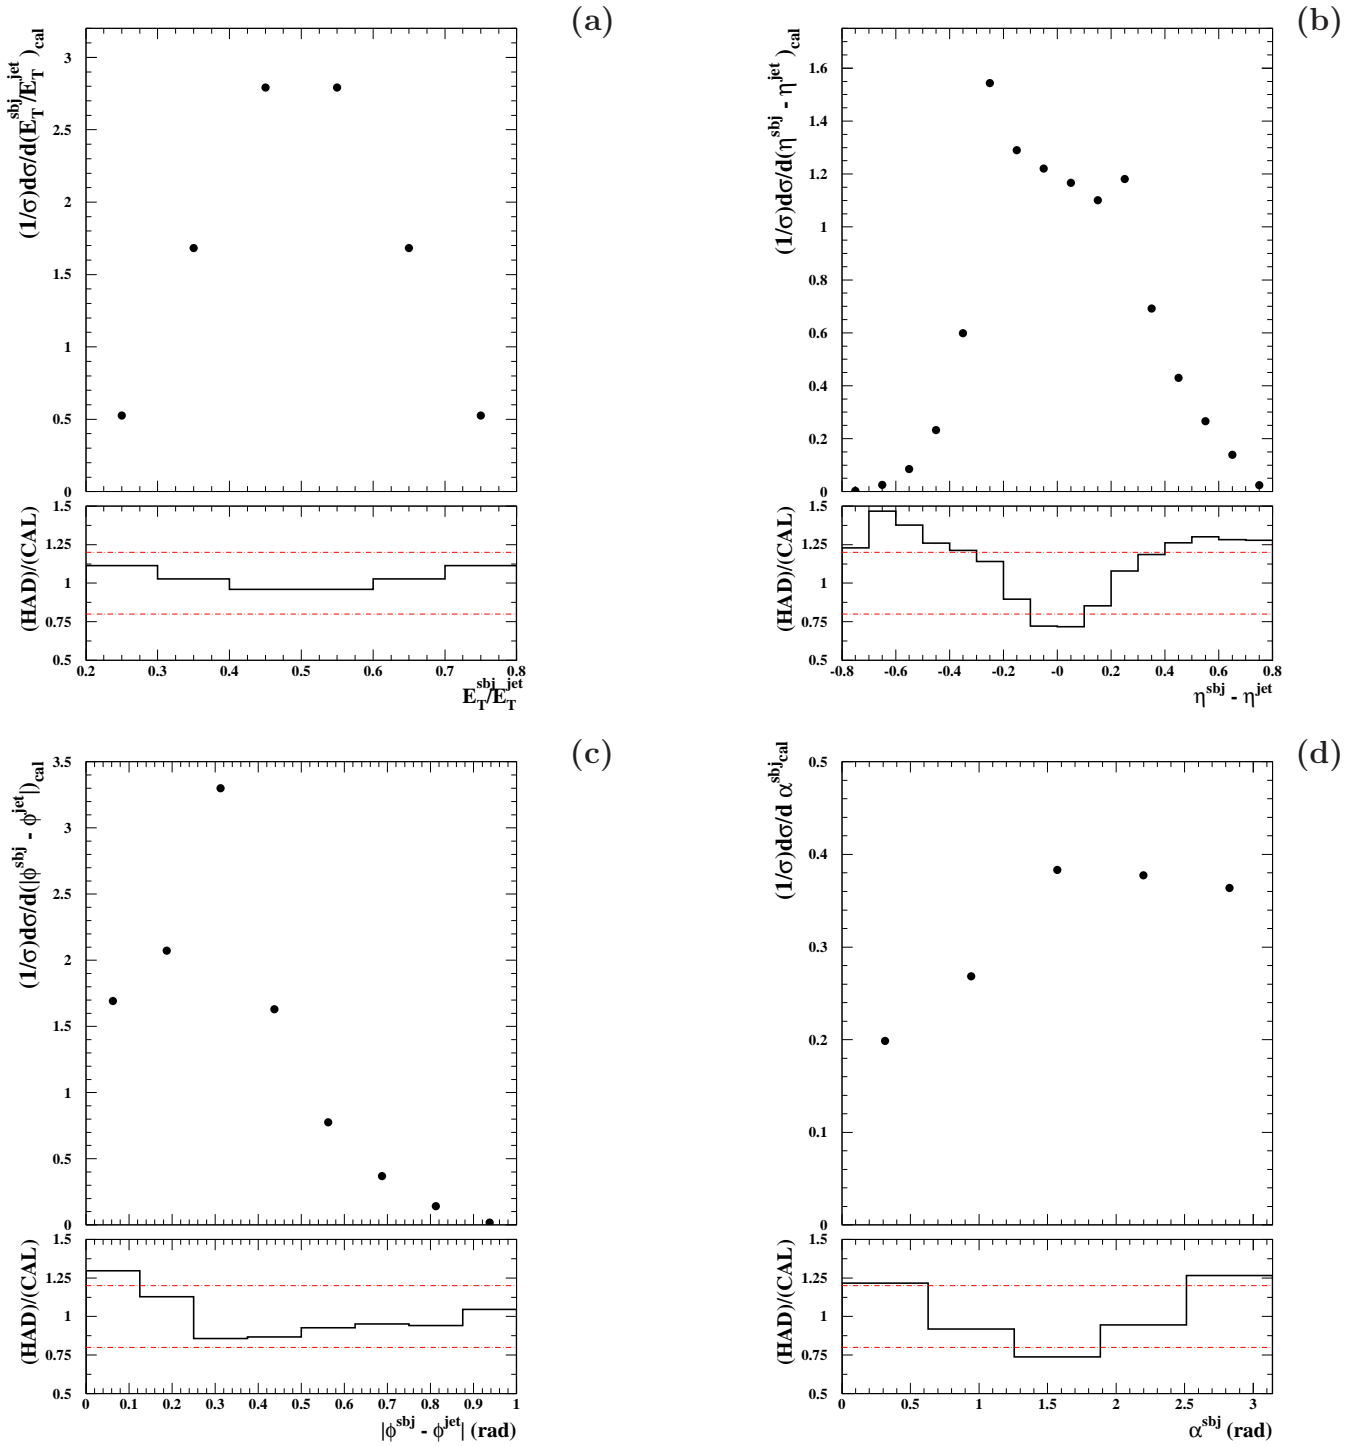 (a)
(1/σ)dσ/d(E_T^sbj/E_T^jet)_cal
3
2.5
2
1.5
1
0.5
0
(HAD)/(CAL)
1.5
1.25
1
0.75
0.5
0.2 0.3 0.4 0.5 0.6 0.7 0.8
E_T^sbj/E_T^jet
(b)
(1/σ)dσ/d(η^sbj - η^jet)_cal
1.6
1.4
1.2
1
0.8
0.6
0.4
0.2
0
(HAD)/(CAL)
1.5
1.25
1
0.75
0.5
-0.8 -0.6 -0.4 -0.2 -0 0.2 0.4 0.6 0.8
η^sbj - η^jet
(c)
(1/σ)dσ/d(|ϕ^sbj - ϕ^jet|)_cal
3.5
3
2.5
2
1.5
1
0.5
0
(HAD)/(CAL)
1.5
1.25
1
0.75
0.5
0 0.1 0.2 0.3 0.4 0.5 0.6 0.7 0.8 0.9 1
|ϕ^sbj - ϕ^jet| (rad)
(d)
(1/σ)dσ/d α^sbj_cal
0.5
0.4
0.3
0.2
0.1
0
(HAD)/(CAL)
1.5
1.25
1
0.75
0.5
0 0.5 1 1.5 2 2.5 3
α^sbj (rad)